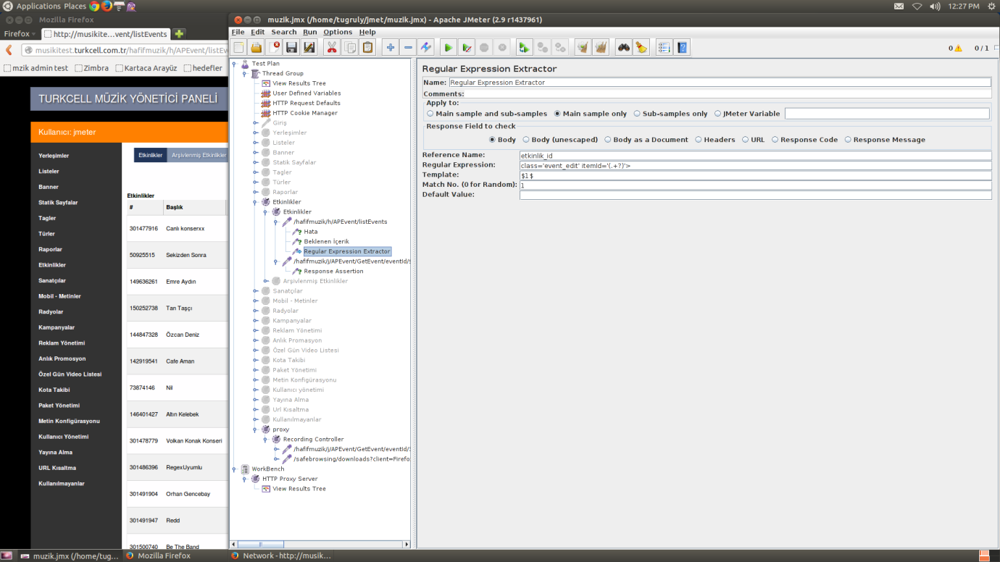 Applications Places
12:27 PM
Mozilla Firefox
muzik.jmx (/home/tugruly/jmet/muzik.jmx) - Apache JMeter (2.9 r1437961)
Firefox
http://musikite...vent/listEvents
musikitest.turkcell.com.tr/hafifmuzik/h/APEvent/listEv
mzik admin test
Zimbra
Kartaca Arayüz
hedefler
TURKCELL MÜZİK YÖNETİCİ PANELİ
Kullanıcı: jmeter
Yerleşimler
Listeler
Banner
Statik Sayfalar
Tagler
Türler
Raporlar
Etkinlikler
Sanatçılar
Mobil - Metinler
Radyolar
Kampanyalar
Reklam Yönetimi
Anlık Promosyon
Özel Gün Video Listesi
Kota Takibi
Paket Yönetimi
Metin Konfigürasyonu
Kullanıcı Yönetimi
Yayına Alma
URL Kısaltma
Kullanılmayanlar
Etkinlikler
Arşivlenmiş Etkinlikler
Etkinlikler
# Başlık
301477916 Canlı konserxx
50925515 Sekizden Sonra
149636261 Emre Aydın
150252738 Tan Taşçı
144847328 Özcan Deniz
142919541 Cafe Aman
73874146 Nil
146401427 Altın Kelebek
301478779 Volkan Konak Konseri
301486396 RegexUyumlu
301491904 Orhan Gencebay
301491947 Redd
301500740 Be The Band
File Edit Search Run Options Help
0
0 / 1
Test Plan
Thread Group
View Results Tree
User Defined Variables
HTTP Request Defaults
HTTP Cookie Manager
Giriş
Yerleşimler
Listeler
Banner
Statik Sayfalar
Tagler
Türler
Raporlar
Etkinlikler
Etkinlikler
/hafifmuzik/h/APEvent/listEvents
Hata
Beklenen İçerik
Regular Expression Extractor
/hafifmuzik/j/APEvent/GetEvent/eventId/$
Response Assertion
Arşivlenmiş Etkinlikler
Sanatçılar
Mobil - Metinler
Radyolar
Kampanyalar
Reklam Yönetimi
Anlık Promasyon
Özel Gün Video Listesi
Kota Takibi
Paket Yönetimi
Metin Konfigürasyonu
Kullanıcı yönetimi
Yayına Alma
Url Kısaltma
Kullanılmayanlar
proxy
Recording Controller
/hafifmuzik/j/APEvent/GetEvent/eventId/
/safebrowsing/downloads?client=Firefo
WorkBench
HTTP Proxy Server
View Results Tree
Regular Expression Extractor
Name: Regular Expression Extractor
Comments:
Apply to:
Main sample and sub-samples Main sample only Sub-samples only JMeter Variable
Response Field to check
Body Body (unescaped) Body as a Document Headers URL Response Code Response Message
Reference Name: etkinlik_id
Regular Expression: class='event_edit' itemId='(.+?)'>
Template: $1$
Match No. (0 for Random): 1
Default Value:
muzik.jmx (/home/tug...
Mozilla Firefox
Network - http://musik...